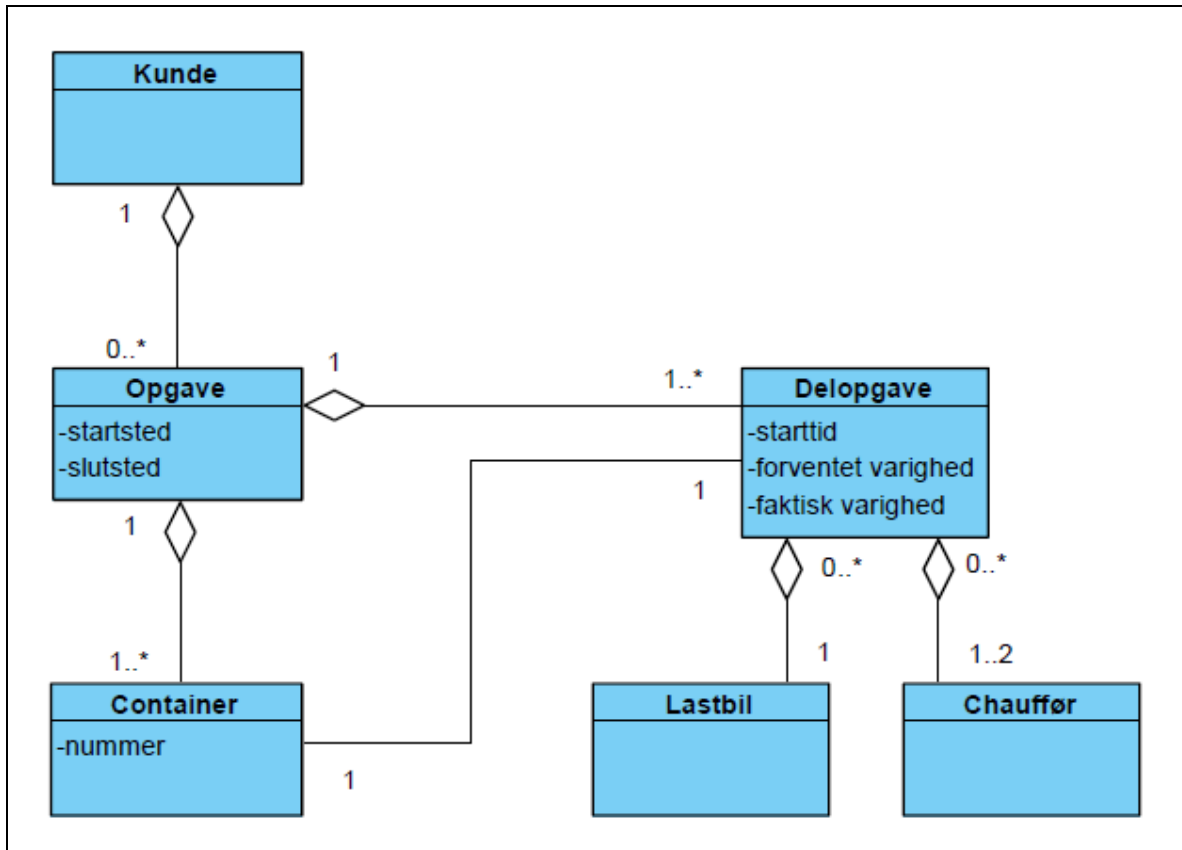 Kunde
1
0..*
1
Opgave
-startsted
-slutsted
1..*
Delopgave
-starttid
-forventet varighed
-faktisk varighed
1
1
0..*
0..*
1..*
1
1..2
Container
-nummer
1
Lastbil
Chauffør